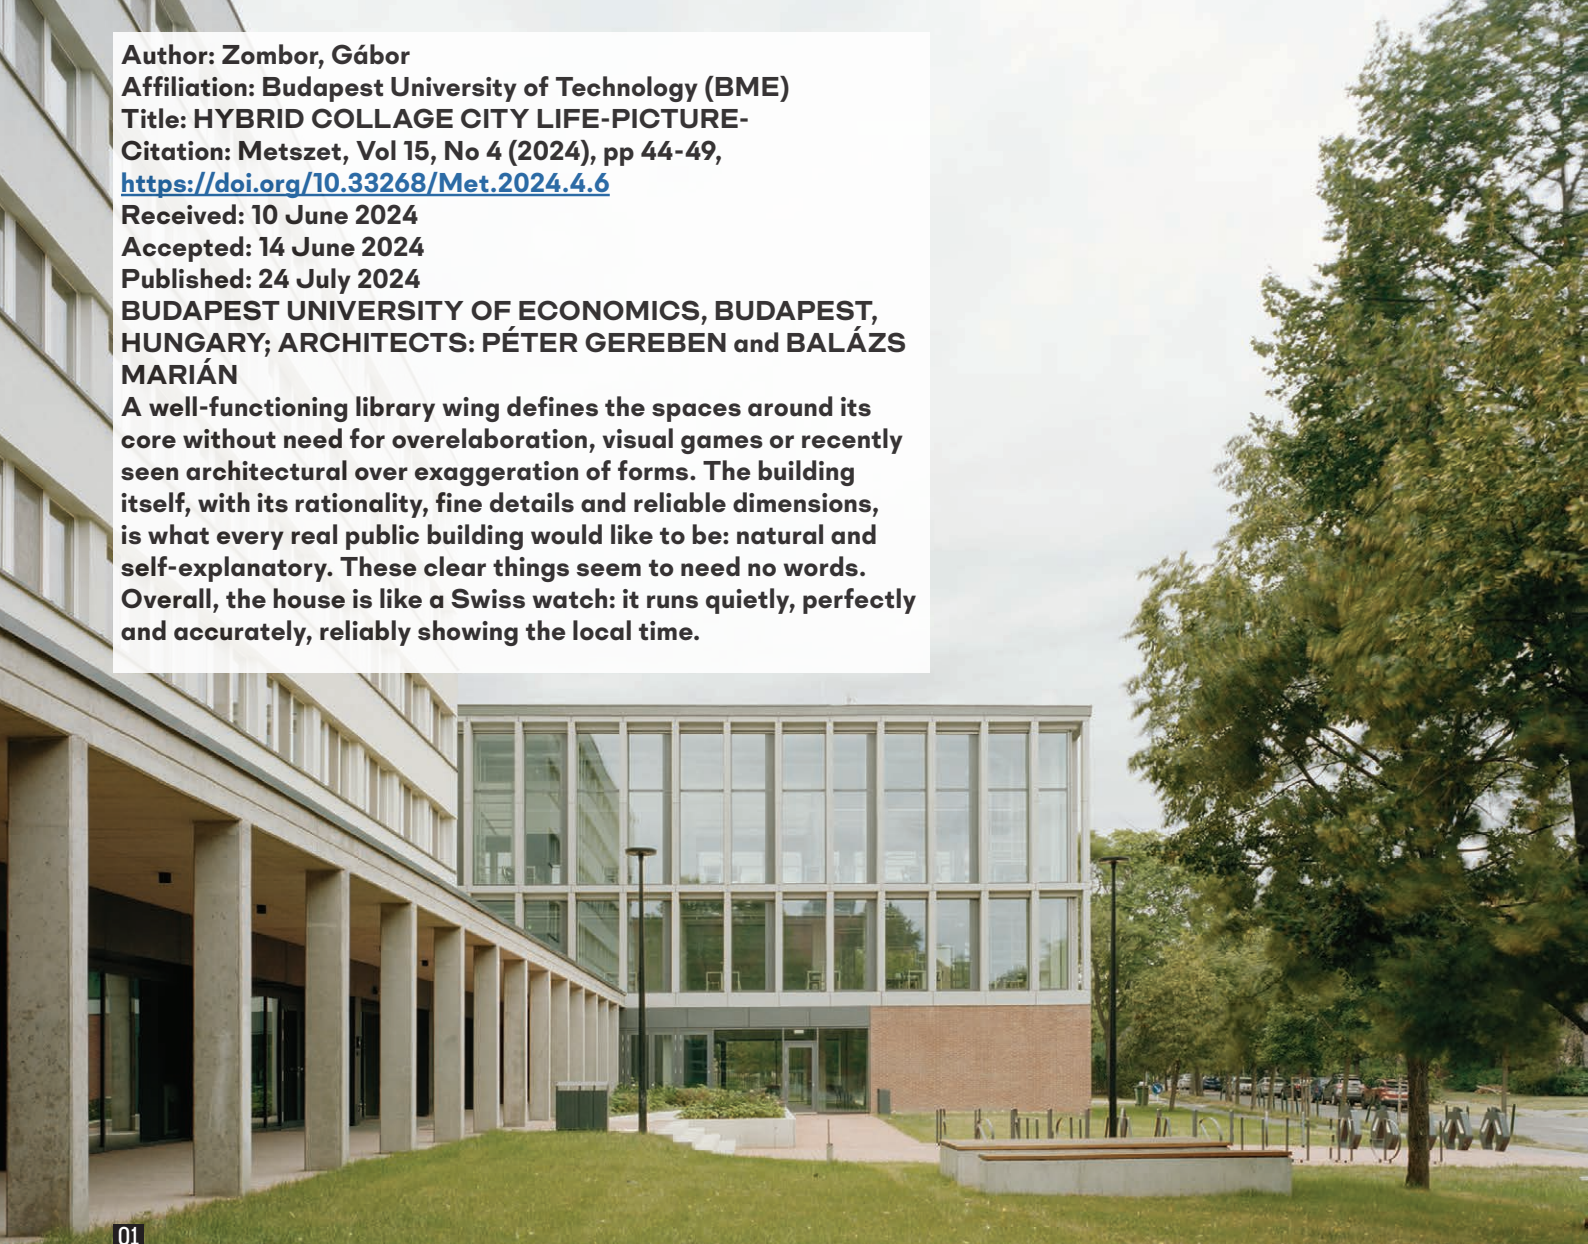 Author: Zombor, Gábor
Affiliation: Budapest University of Technology (BME)
Title: HYBRID COLLAGE CITY LIFE-PICTURE-
Citation: Metszet, Vol 15, No 4 (2024), pp 44-49,
https://doi.org/10.33268/Met.2024.4.6
Received: 10 June 2024
Accepted: 14 June 2024
Published: 24 July 2024
BUDAPEST UNIVERSITY OF ECONOMICS, BUDAPEST,
HUNGARY; ARCHITECTS: PÉTER GEREBEN and BALÁZS
MARIÁN
A well-functioning library wing defines the spaces around its
core without need for overelaboration, visual games or recently
seen architectural over exaggeration of forms. The building
itself, with its rationality, fine details and reliable dimensions,
is what every real public building would like to be: natural and
self-explanatory. These clear things seem to need no words.
Overall, the house is like a Swiss watch: it runs quietly, perfectly
and accurately, reliably showing the local time.
01